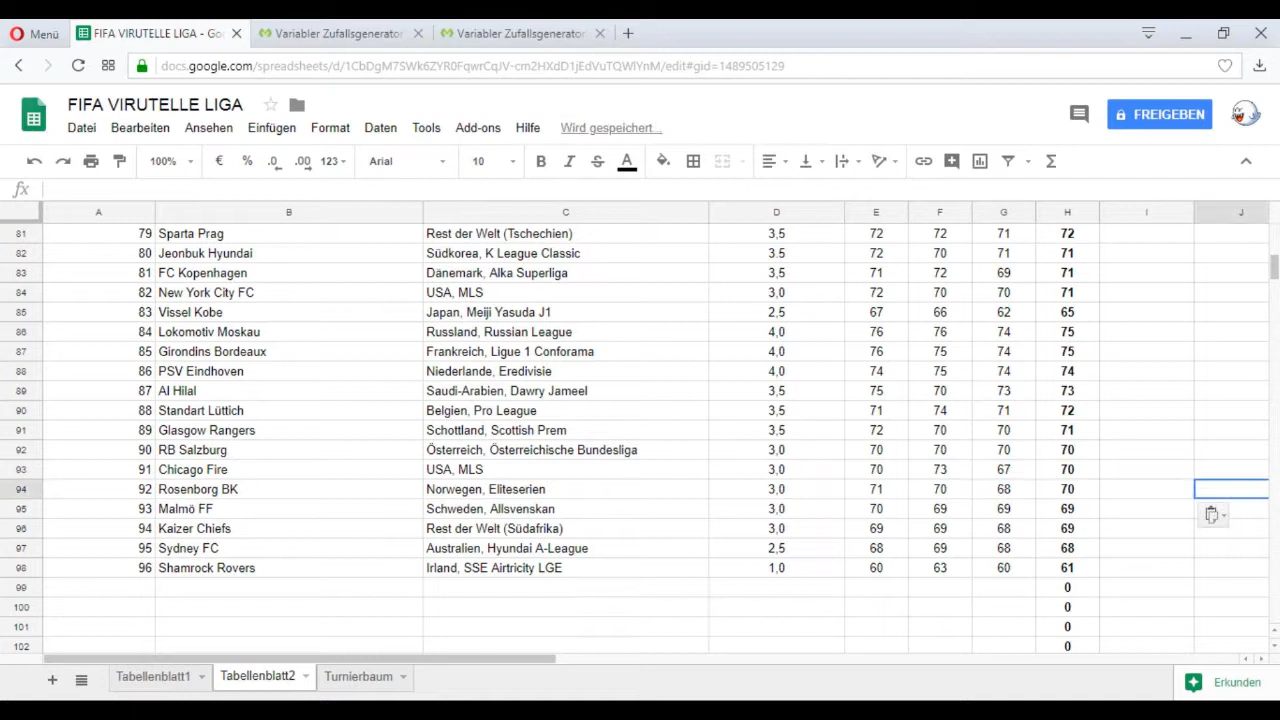 Menü FIFA VIRUTELLE LIGA - Goo Variabler Zufallsgenerator Variabler Zufallsgenerator
docs.google.com/spreadsheets/d/1CbDgM7SWk6ZYR0FqwrCqJV-cm2HXdD1jEdVuTQWlYnM/edit#gid=1489505129
FIFA VIRUTELLE LIGA
Datei Bearbeiten Ansehen Einfügen Format Daten Tools Add-ons Hilfe Wird gespeichert...
FREIGEBEN
100% € % .0 .00 123 Arial 10 B I S A Σ
fx
A B C D E F G H I J
81 79 Sparta Prag Rest der Welt (Tschechien) 3,5 72 72 71 72
82 80 Jeonbuk Hyundai Südkorea, K League Classic 3.5 72 70 71 71
83 81 FC Kopenhagen Dänemark, Alka Superliga 3,5 71 72 69 71
84 82 New York City FC USA, MLS 3,0 72 70 70 71
85 83 Vissel Kobe Japan, Meiji Yasuda J1 2,5 67 66 62 65
86 84 Lokomotiv Moskau Russland, Russian League 4,0 76 76 74 75
87 85 Girondins Bordeaux Frankreich, Ligue 1 Conforama 4,0 76 75 74 75
88 86 PSV Eindhoven Niederlande, Eredivisie 4,0 74 75 74 74
89 87 Al Hilal Saudi-Arabien, Dawry Jameel 3,5 75 70 73 73
90 88 Standart Lüttich Belgien, Pro League 3,5 71 74 71 72
91 89 Glasgow Rangers Schottland, Scottish Prem 3,5 72 70 70 71
92 90 RB Salzburg Österreich, Österreichische Bundesliga 3,0 70 70 70 70
93 91 Chicago Fire USA, MLS 3,0 70 73 67 70
94 92 Rosenborg BK Norwegen, Eliteserien 3,0 71 70 68 70
95 93 Malmö FF Schweden, Allsvenskan 3,0 70 69 69 69
96 94 Kaizer Chiefs Rest der Welt (Südafrika) 3,0 69 69 68 69
97 95 Sydney FC Australien, Hyundai A-League 2,5 68 69 68 68
98 96 Shamrock Rovers Irland, SSE Airtricity LGE 1,0 60 63 60 61
99 0
100 0
101 0
102 0
Tabellenblatt1 Tabellenblatt2 Turnierbaum Erkunden